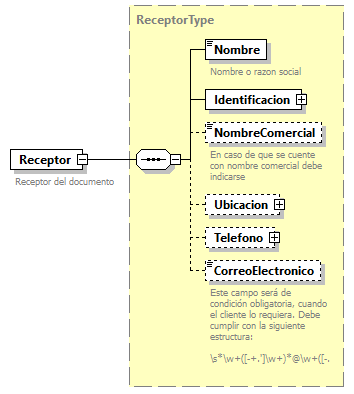 ReceptorType
Nombre
Nombre o razon social
Identificacion
NombreComercial
En caso de que se cuente
con nombre comercial debe
indicarse
Receptor
Receptor del documento
Ubicacion
Telefono
CorreoElectronico
Este campo será de
condición obligatoria, cuando
el cliente lo requiera. Debe
cumplir con la siguiente
estructura:
\s*\w+([-+.']\w+)*@\w+([-.